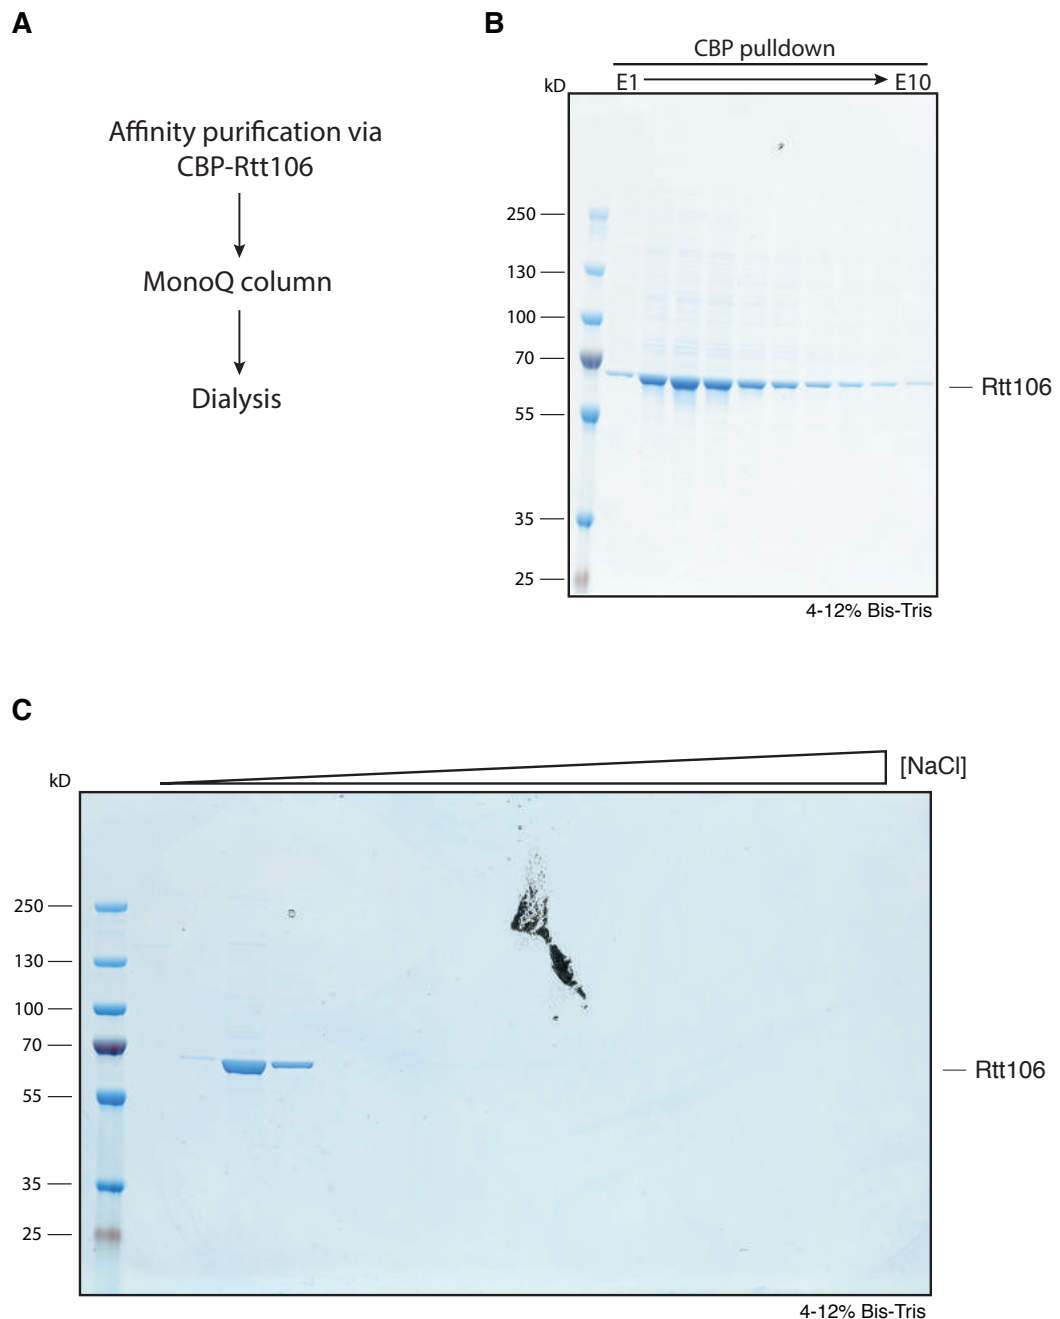 A
Affinity purification via
CBP-Rtt106
MonoQ column
Dialysis
B
CBP pulldown
kD
E1
E10
250
130
100
70
55
35
25
Rtt106
4-12% Bis-Tris
C
[NaCl]
kD
250
130
100
70
55
35
25
Rtt106
4-12% Bis-Tris